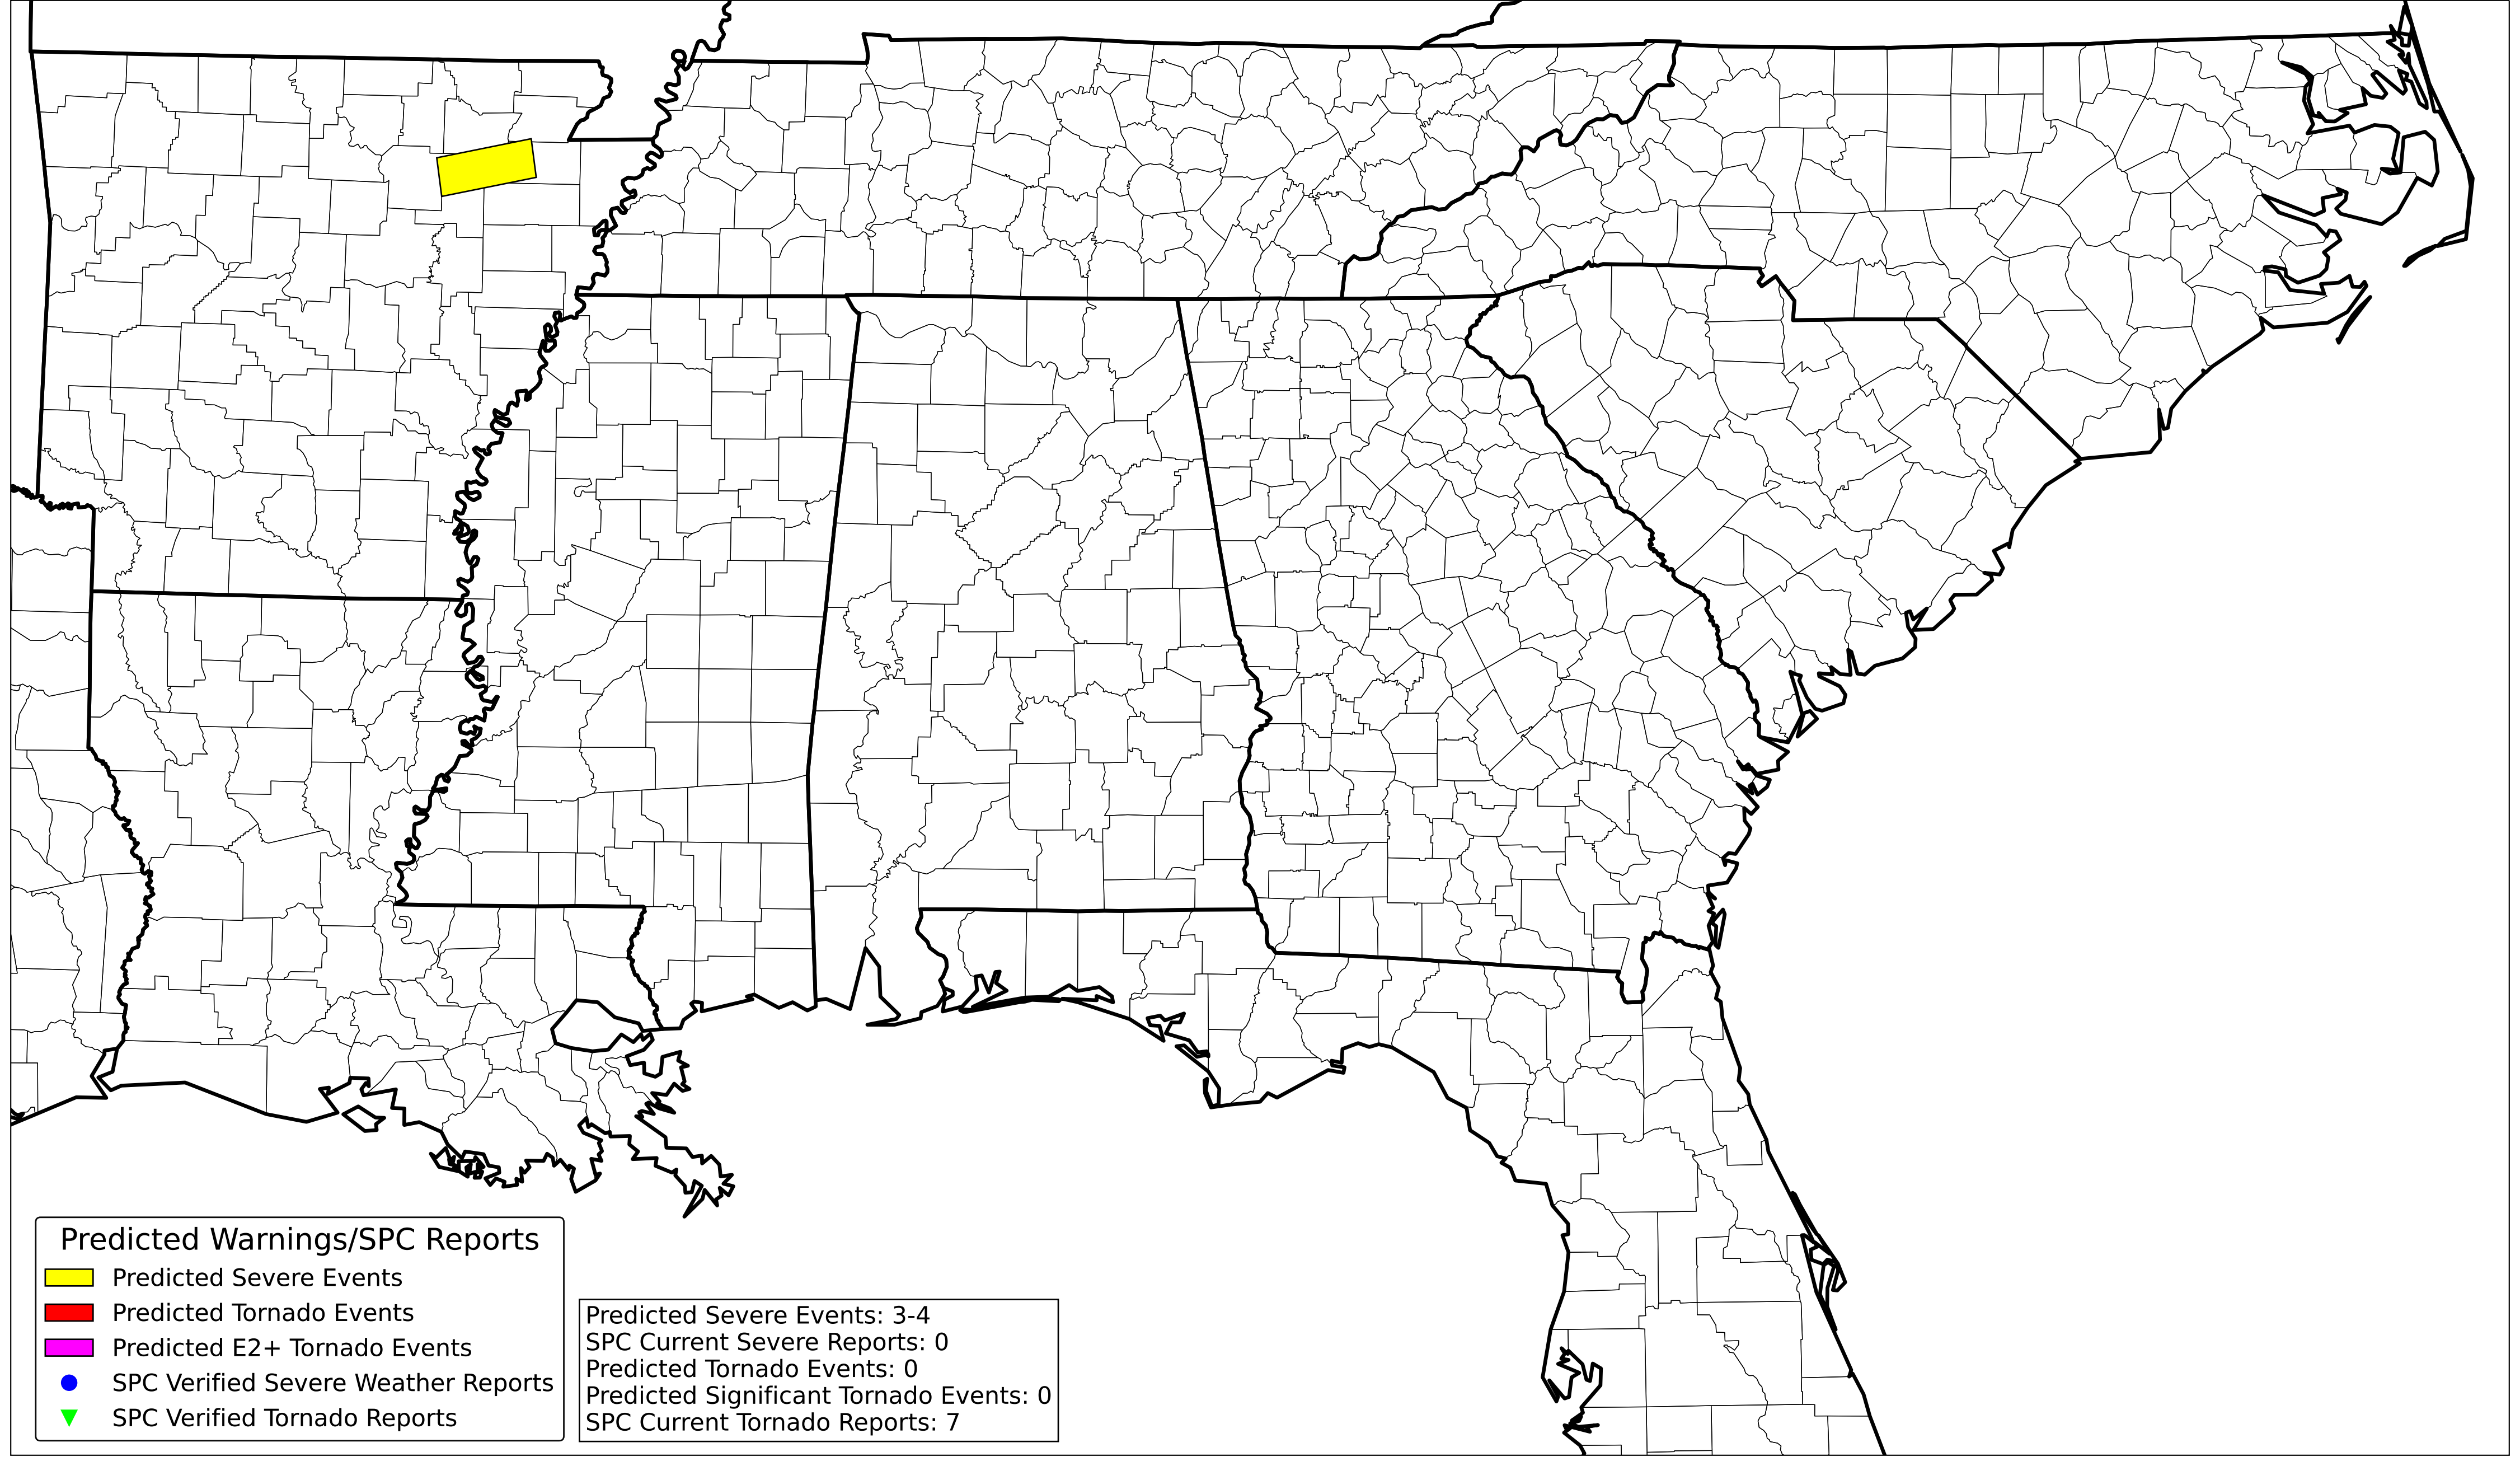 Predicted Warnings/SPC Reports
Predicted Severe Events
Predicted Tornado Events
Predicted E2+ Tornado Events
SPC Verified Severe Weather Reports
SPC Verified Tornado Reports
Predicted Severe Events: 3-4
SPC Current Severe Reports: 0
Predicted Tornado Events: 0
Predicted Significant Tornado Events: 0
SPC Current Tornado Reports: 7